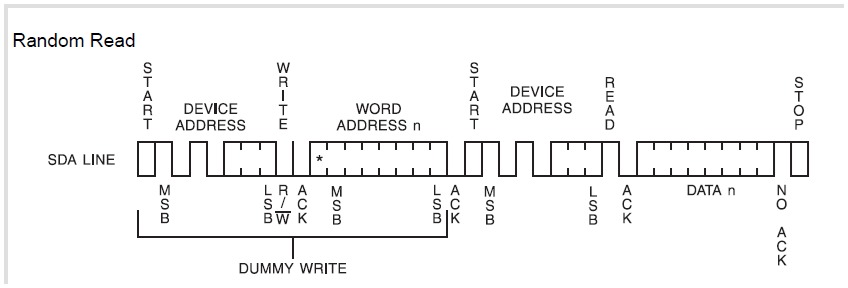 Random Read
START
WRITE
START
READ
STOP
DEVICE
ADDRESS
WORD
ADDRESS n
DEVICE
ADDRESS
SDA LINE
*
MSB
LSB
R/W
ACK
MSB
LSB
ACK
MSB
LSB
ACK
DATA n
NO ACK
DUMMY WRITE